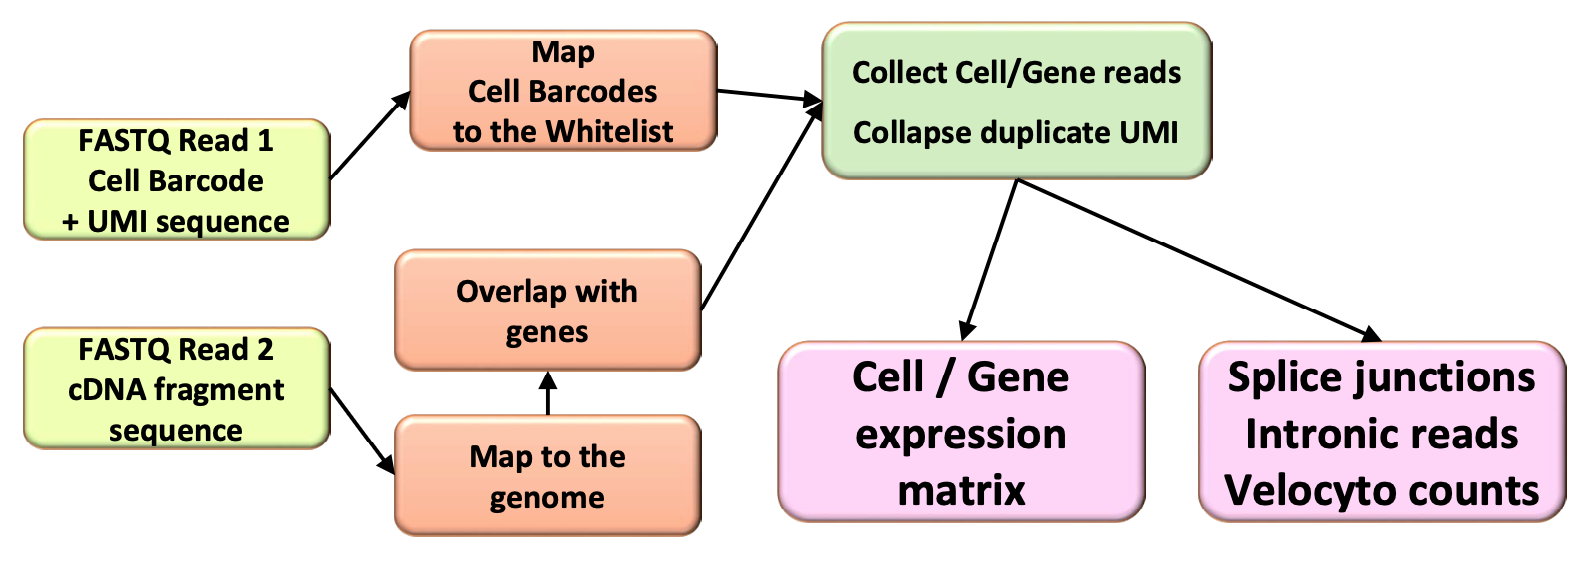 FASTQ Read 1
Cell Barcode
+ UMI sequence
Map
Cell Barcodes
to the Whitelist
Collect Cell/Gene reads
Collapse duplicate UMI
FASTQ Read 2
cDNA fragment
sequence
Overlap with
genes
Map to the
genome
Cell / Gene
expression
matrix
Splice junctions
Intronic reads
Velocyto counts